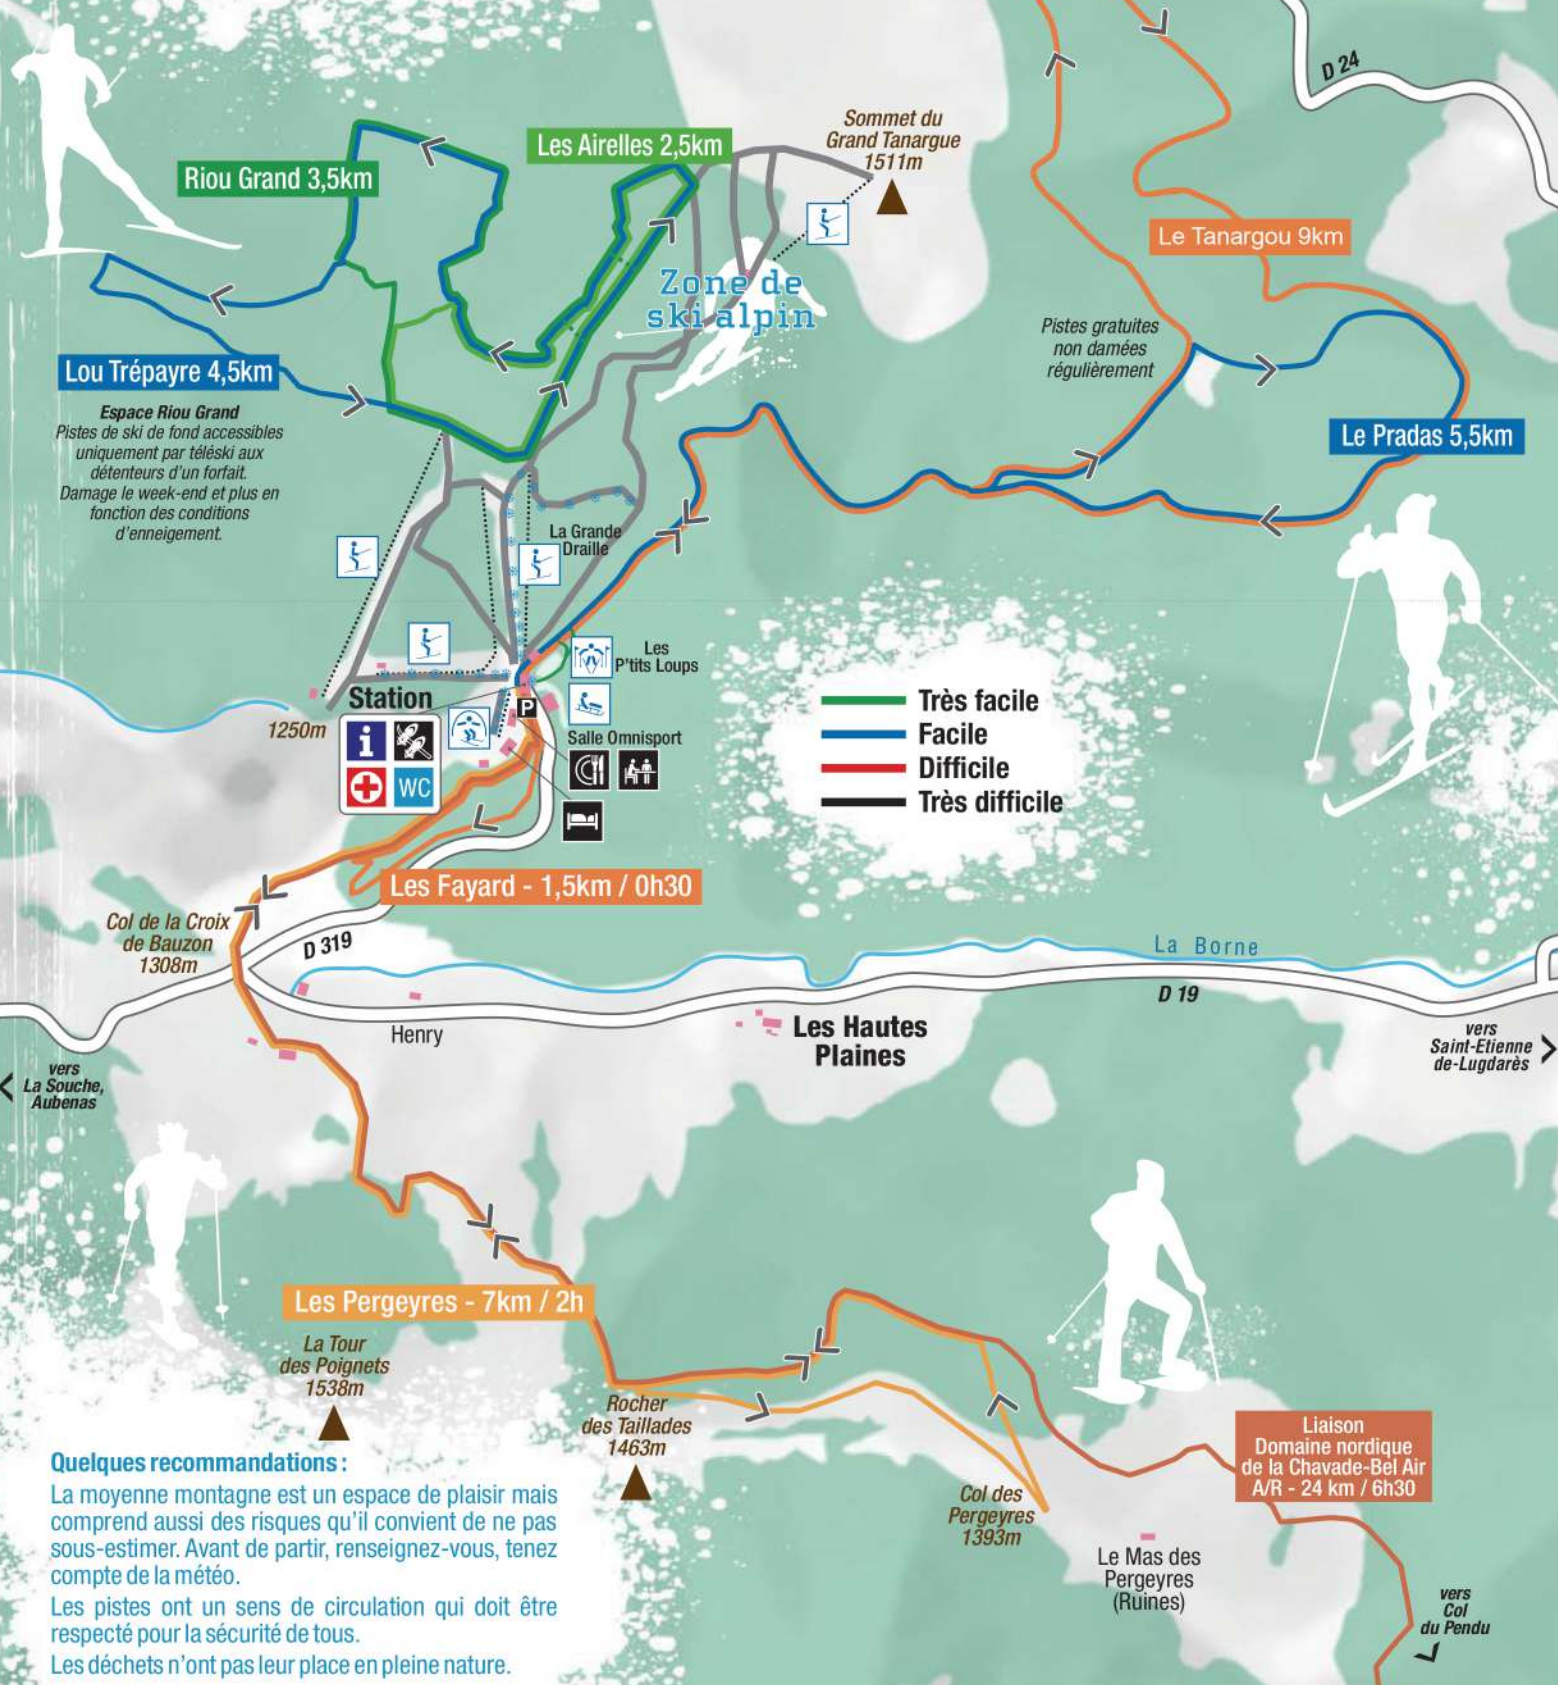 D 24
Sommet du
Grand Tanargue
1511m
Les Airelles 2,5km
Riou Grand 3,5km
Le Tanargou 9km
Zone de
ski alpin
Pistes gratuites
non damées
régulièrement
Lou Trépayre 4,5km
Espace Riou Grand
Pistes de ski de fond accessibles
uniquement par téléski aux
détenteurs d'un forfait.
Damage le week-end et plus en
fonction des conditions
d'enneigement.
Le Pradas 5,5km
La Grande
Draille
Les
P'tits Loups
Station
1250m
P
i
WC
Salle Omnisport
Très facile
Facile
Difficile
Très difficile
Les Fayard - 1,5km / 0h30
Col de la Croix
de Bauzon
1308m
D 319
La Borne
D 19
Henry
Les Hautes
Plaines
vers
Saint-Etienne
de-Lugdarès
vers
La Souche,
Aubenas
Les Pergeyres - 7km / 2h
La Tour
des Poignets
1538m
Rocher
des Taillades
1463m
Liaison
Domaine nordique
de la Chavade-Bel Air
A/R - 24 km / 6h30
Col des
Pergeyres
1393m
Le Mas des
Pergeyres
(Ruines)
vers
Col
du Pendu
Quelques recommandations :
La moyenne montagne est un espace de plaisir mais
comprend aussi des risques qu'il convient de ne pas
sous-estimer. Avant de partir, renseignez-vous, tenez
compte de la météo.
Les pistes ont un sens de circulation qui doit être
respecté pour la sécurité de tous.
Les déchets n'ont pas leur place en pleine nature.